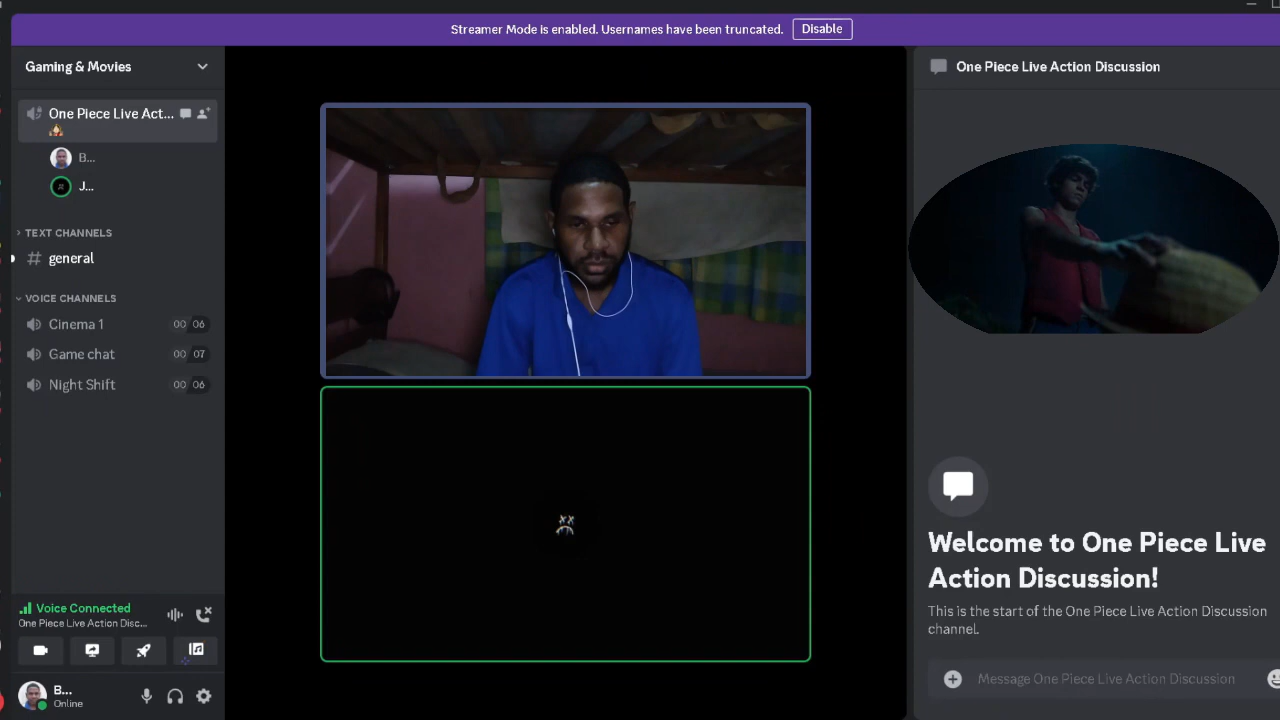 Streamer Mode is enabled. Usernames have been truncated.
Disable
Gaming & Movies
One Piece Live Act...
B...
J...
TEXT CHANNELS
general
VOICE CHANNELS
Cinema 1 00 06
Game chat 00 07
Night Shift 00 06
Voice Connected
One Piece Live Action Disc...
B...
Online
One Piece Live Action Discussion
Welcome to One Piece Live
Action Discussion!
This is the start of the One Piece Live Action Discussion
channel.
Message One Piece Live Action Discussion